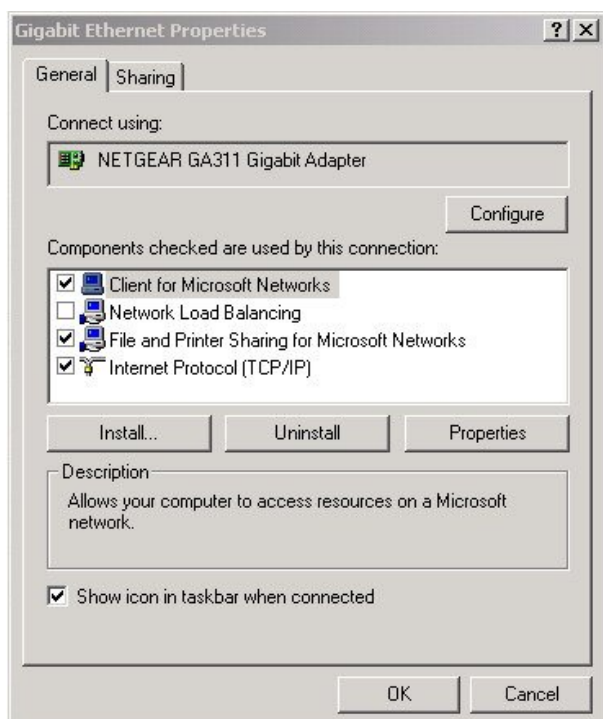 Gigabit Ethernet Properties
General
Sharing
Connect using:
NETGEAR GA311 Gigabit Adapter
Configure
Components checked are used by this connection:
Client for Microsoft Networks
Network Load Balancing
File and Printer Sharing for Microsoft Networks
Internet Protocol (TCP/IP)
Install...
Uninstall
Properties
Description
Allows your computer to access resources on a Microsoft
network.
Show icon in taskbar when connected
OK
Cancel